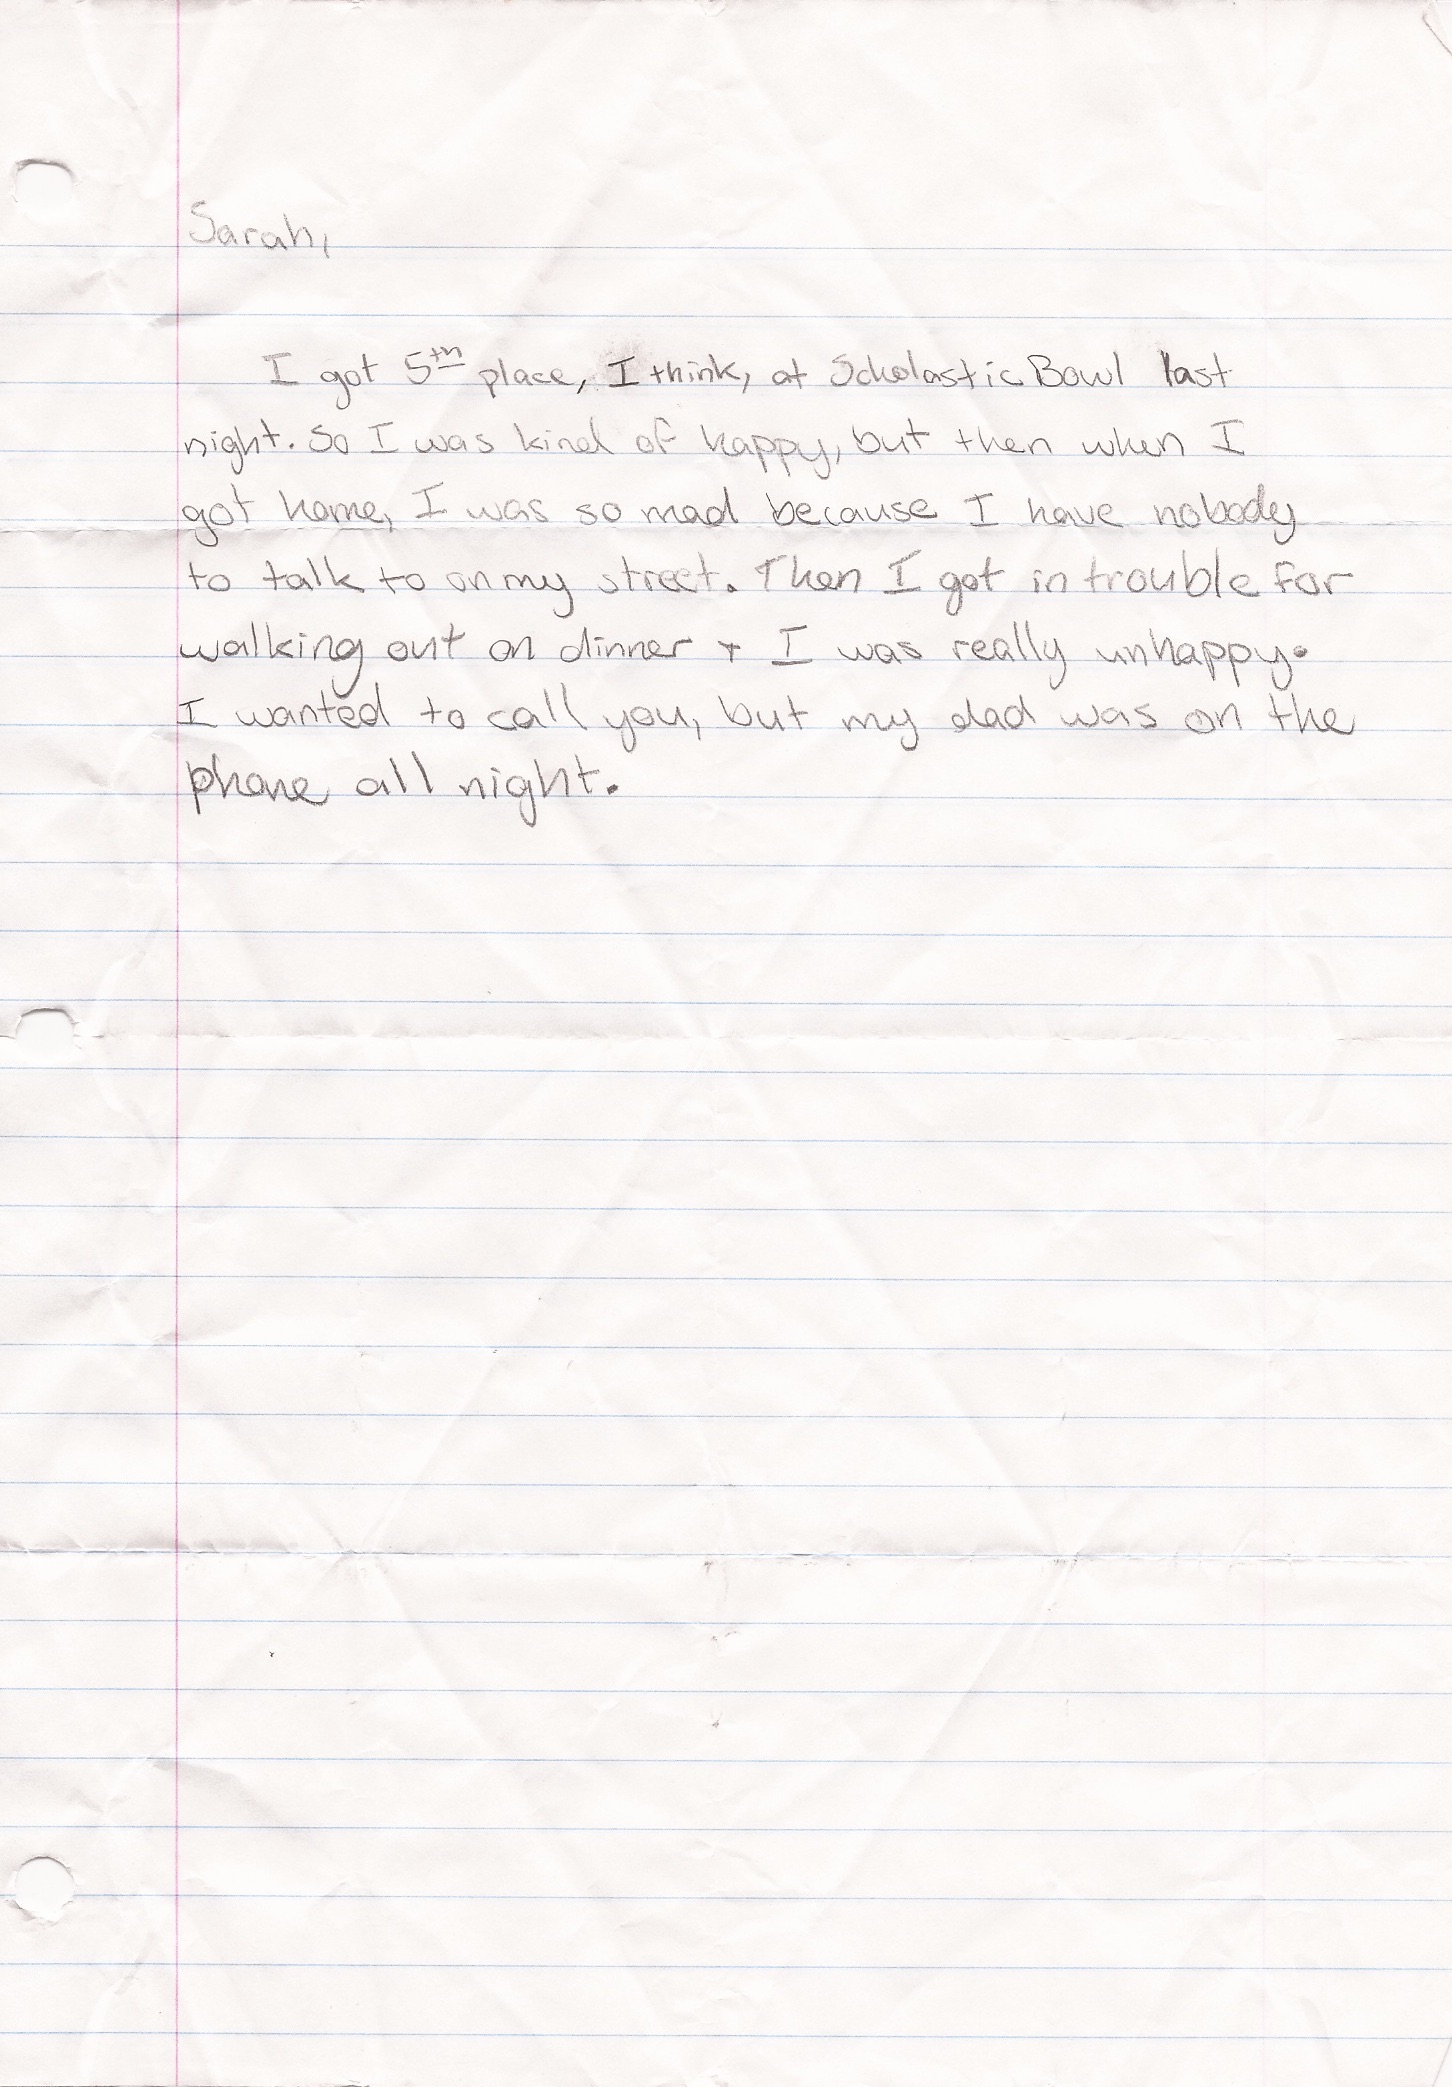 Sarah,
I got 5th place, I think, at Scholastic Bowl last
night. So I was kind of happy, but then when I
got home, I was so mad because I have nobody
to talk to on my street. Then I got in trouble for
walking out on dinner + I was really unhappy.
I wanted to call you, but my dad was on the
phone all night.